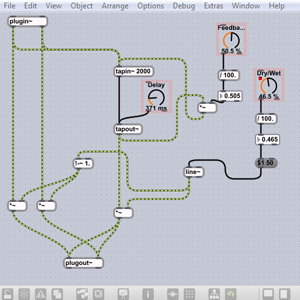 File Edit View Object Arrange Options Debug Extras Window Help
plugin~
Feedba...
50.5 %
tapin~ 2000
/ 100.
Dry/Wet
46.5 %
Delay
371 ms
0.505
*~
/ 100.
tapout~
0.465
!-~ 1.
line~
$1 50
*~
*~
*~
plugout~